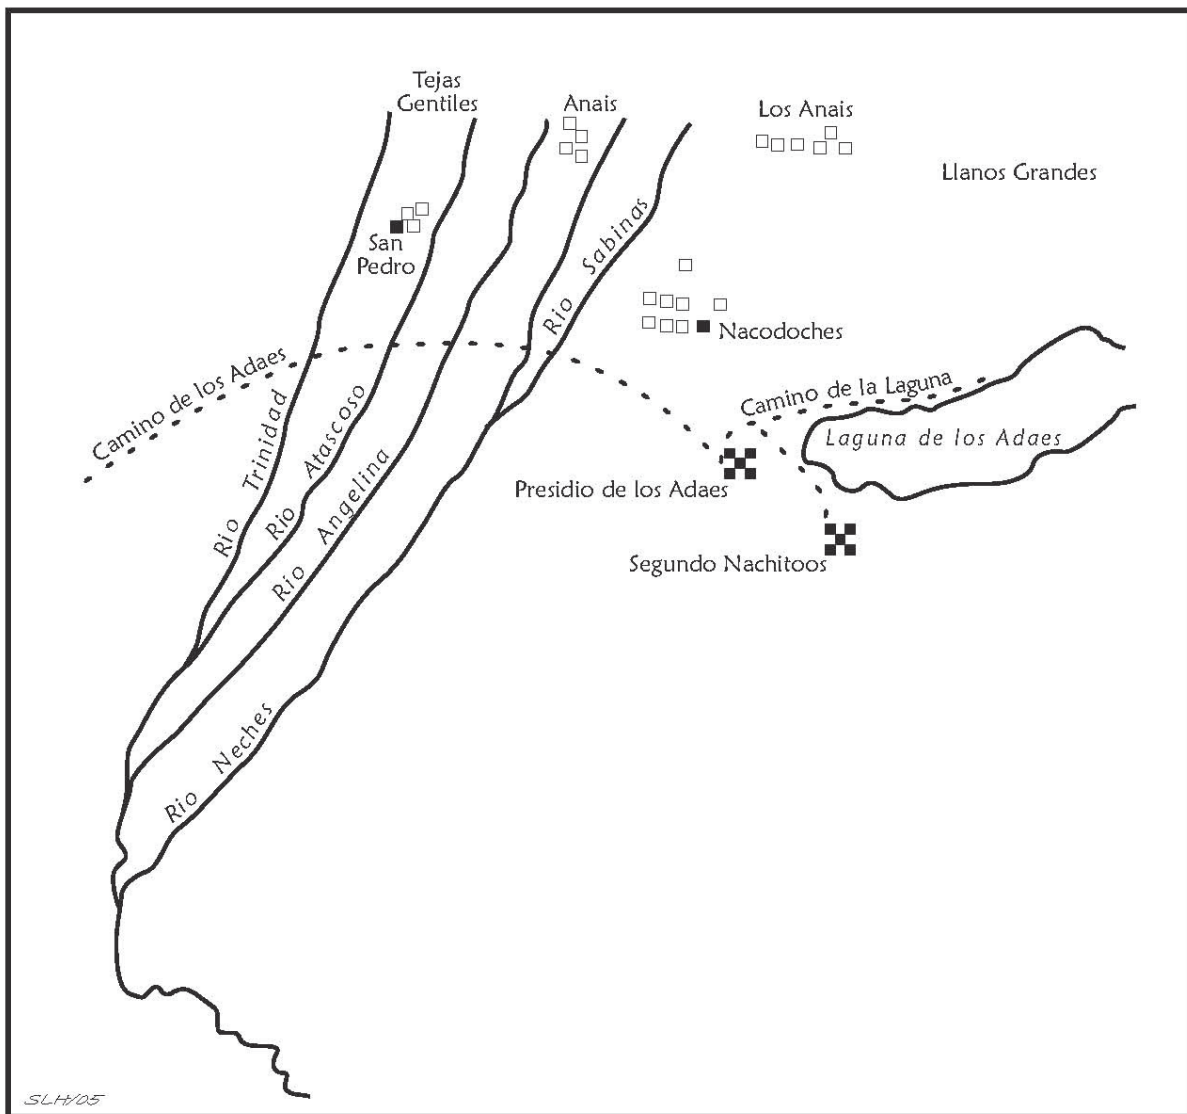 Tejas
Gentiles
Anais
Los Anais
Llanos Grandes
San
Pedro
Rio Sabinas
Nacodoches
Camino de los Adaes
Rio Trinidad
Rio Atascoso
Rio Angelina
Camino de la Laguna
Laguna de los Adaes
Presidio de los Adaes
Segundo Nachitoos
Rio Neches
SLH/05